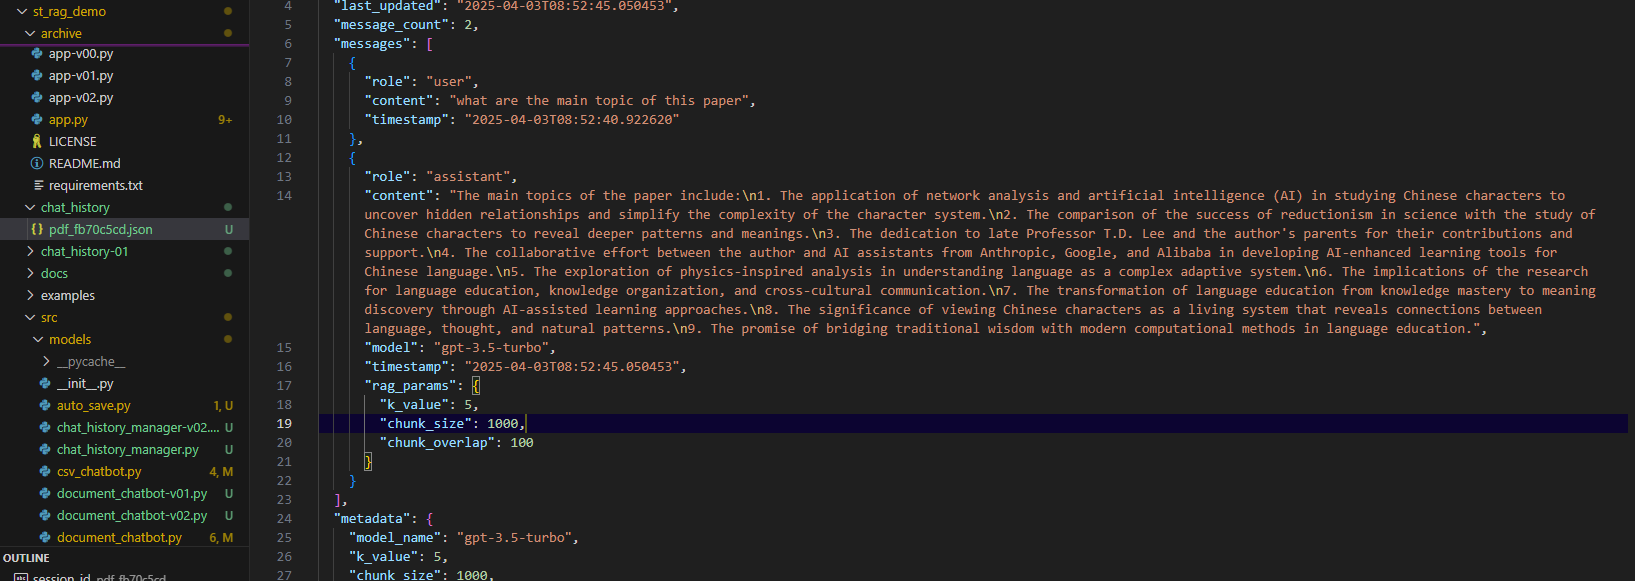 st_rag_demo
archive
app-v00.py
app-v01.py
app-v02.py
app.py 9+
LICENSE
README.md
requirements.txt
chat_history
{} pdf_fb70c5cd.json U
chat_history-01
docs
examples
src
models
__pycache__
__init__.py
auto_save.py 1, U
chat_history_manager-v02.... U
chat_history_manager.py U
csv_chatbot.py 4, M
document_chatbot-v01.py U
document_chatbot-v02.py U
document_chatbot.py 6, M
OUTLINE
session_id pdf_fb70c5cd
4 "last_updated": "2025-04-03T08:52:45.050453",
5 "message_count": 2,
6 "messages": [
7 {
8 "role": "user",
9 "content": "what are the main topic of this paper",
10 "timestamp": "2025-04-03T08:52:40.922620"
11 },
12 {
13 "role": "assistant",
14 "content": "The main topics of the paper include:\n1. The application of network analysis and artificial intelligence (AI) in studying Chinese characters to
uncover hidden relationships and simplify the complexity of the character system.\n2. The comparison of the success of reductionism in science with the study of
Chinese characters to reveal deeper patterns and meanings.\n3. The dedication to late Professor T.D. Lee and the author's parents for their contributions and
support.\n4. The collaborative effort between the author and AI assistants from Anthropic, Google, and Alibaba in developing AI-enhanced learning tools for
Chinese language.\n5. The exploration of physics-inspired analysis in understanding language as a complex adaptive system.\n6. The implications of the research
for language education, knowledge organization, and cross-cultural communication.\n7. The transformation of language education from knowledge mastery to meaning
discovery through AI-assisted learning approaches.\n8. The significance of viewing Chinese characters as a living system that reveals connections between
language, thought, and natural patterns.\n9. The promise of bridging traditional wisdom with modern computational methods in language education.",
15 "model": "gpt-3.5-turbo",
16 "timestamp": "2025-04-03T08:52:45.050453",
17 "rag_params": {
18 "k_value": 5,
19 "chunk_size": 1000,
20 "chunk_overlap": 100
21 }
22 }
23 ],
24 "metadata": {
25 "model_name": "gpt-3.5-turbo",
26 "k_value": 5,
27 "chunk_size": 1000,